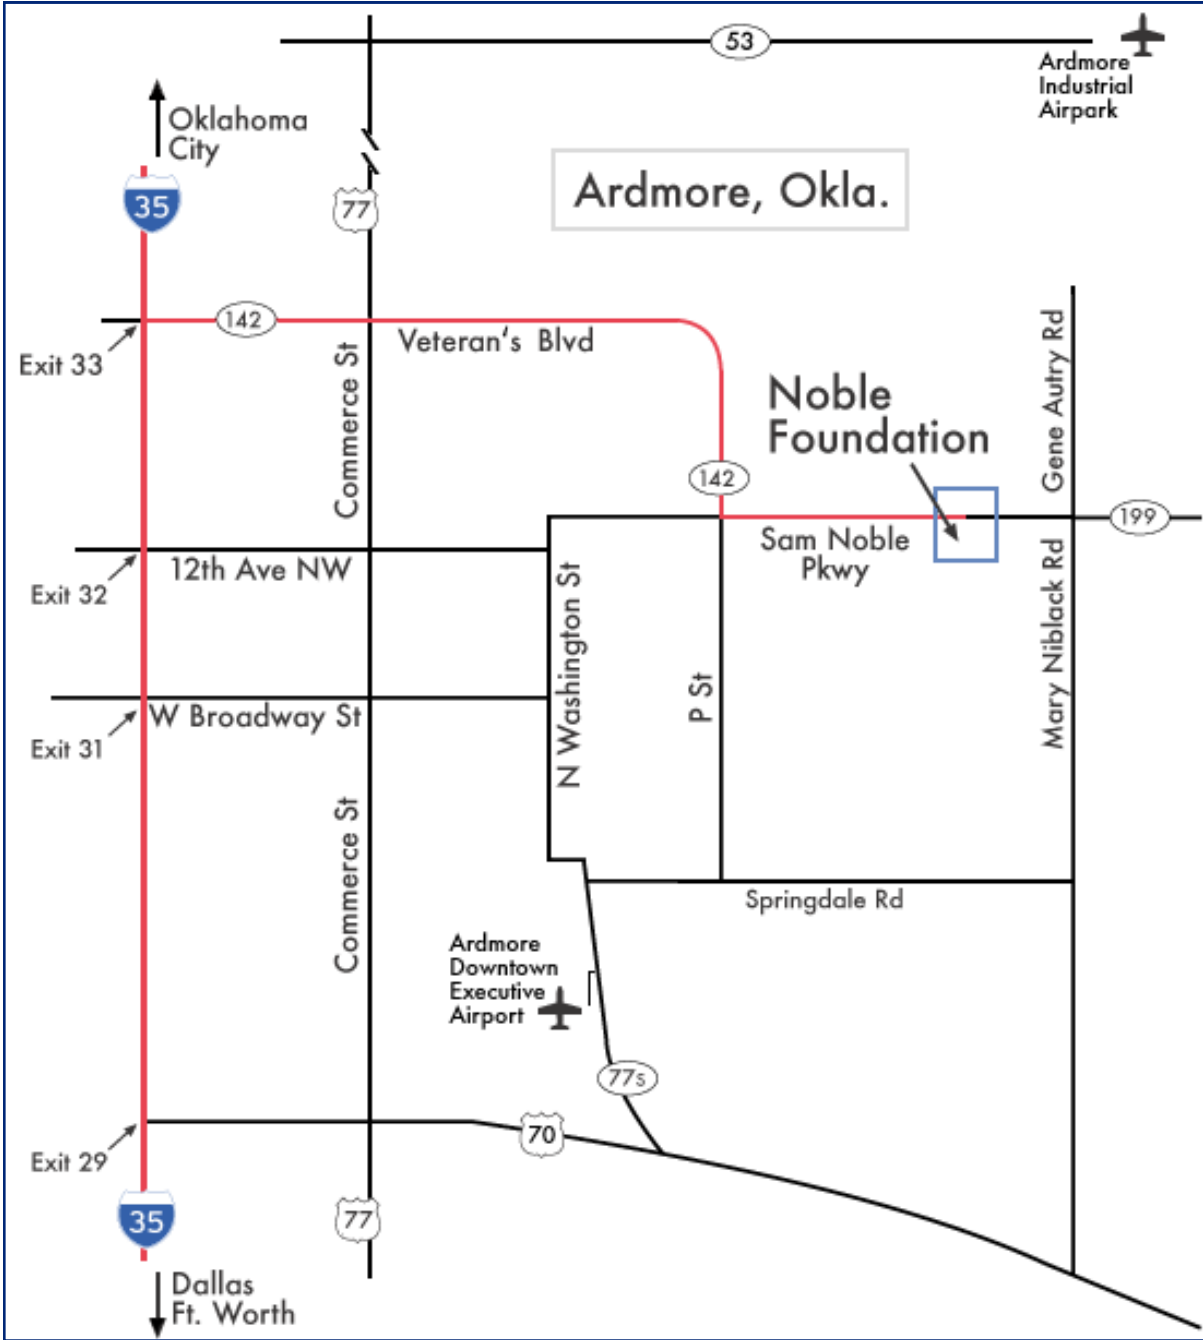 53
Ardmore
Industrial
Airpark
Oklahoma
City
35
77
Ardmore, Okla.
142
Veteran's Blvd
Exit 33
Commerce St
Gene Autry Rd
Noble
Foundation
142
199
Sam Noble
Pkwy
12th Ave NW
Exit 32
N Washington St
P St
Mary Niblack Rd
W Broadway St
Exit 31
Commerce St
Springdale Rd
Ardmore
Downtown
Executive
Airport
77s
70
Exit 29
35
77
Dallas
Ft. Worth